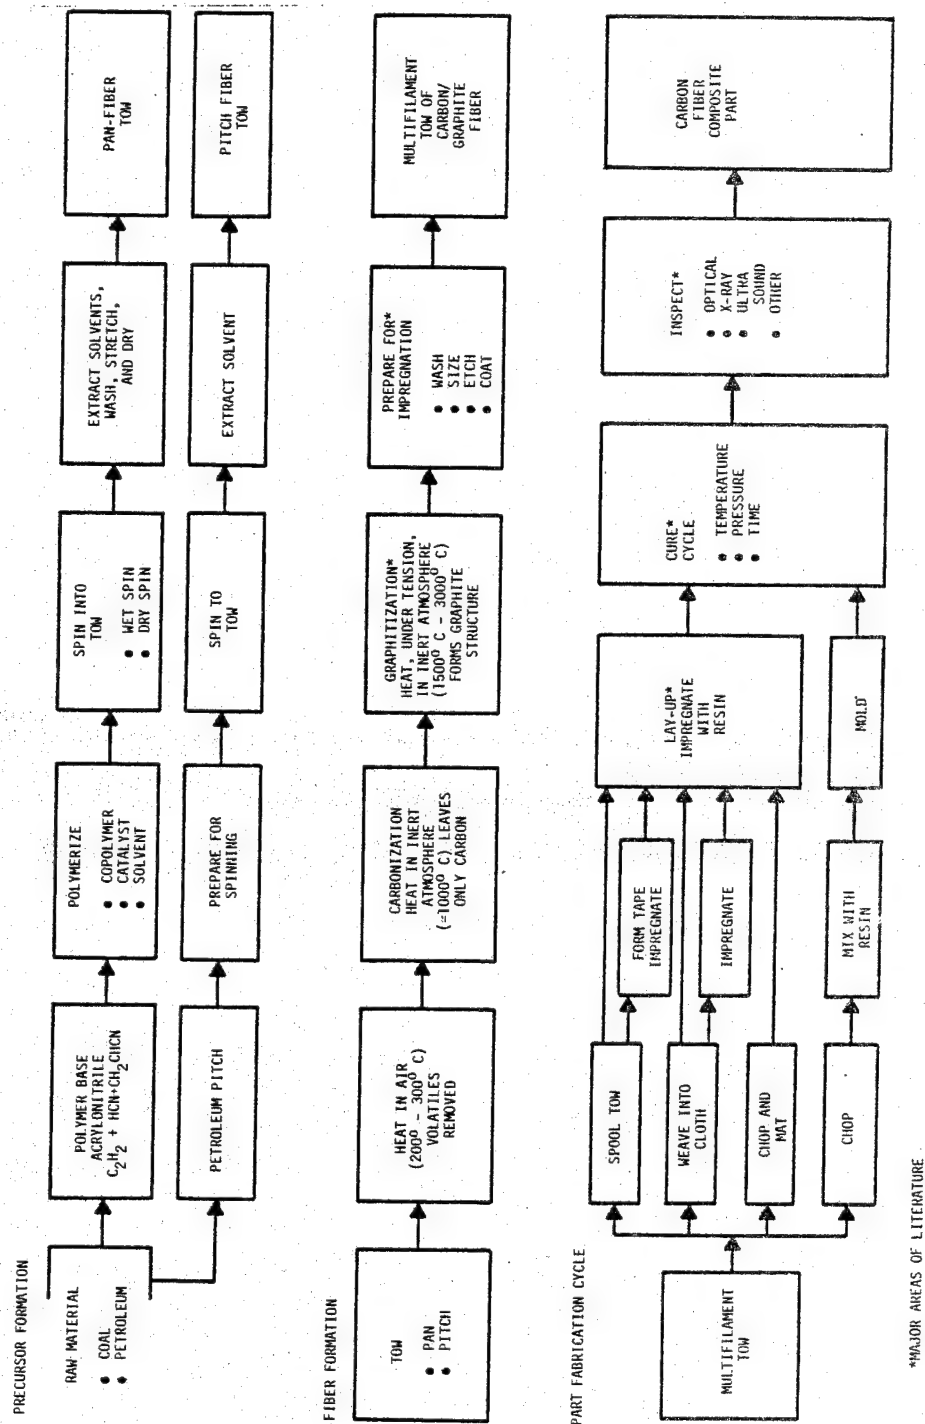 PRECURSOR FORMATION
RAW MATERIAL
• COAL
• PETROLEUM
POLYMER BASE
ACRYLONITRILE
C2H2 + HCN→CH2CHCN
POLYMERIZE
• COPOLYMER
• CATALYST
• SOLVENT
SPIN INTO
TOW
• WET SPIN
• DRY SPIN
EXTRACT SOLVENTS,
WASH, STRETCH,
AND DRY
PAN-FIBER
TOW
PETROLEUM PITCH
PREPARE FOR
SPINNING
SPIN TO
TOW
EXTRACT SOLVENT
PITCH FIBER
TOW
FIBER FORMATION
TOW
• PAN
• PITCH
HEAT IN AIR
(200⁰ - 300⁰ C)
VOLATILES
REMOVED
CARBONIZATION
HEAT IN INERT
ATMOSPHERE
(=1000⁰ C) LEAVES
ONLY CARBON
GRAPHITIZATION*
HEAT, UNDER TENSION,
IN INERT ATMOSPHERE
(1500⁰ C - 3000⁰ C)
FORMS GRAPHITE
STRUCTURE
PREPARE FOR*
IMPREGNATION
• WASH
• SIZE
• ETCH
• COAT
MULTIFILAMENT
TOW OF
CARBON/
GRAPHITE
FIBER
PART FABRICATION CYCLE
MULTIFILAMENT
TOW
SPOOL TOW
FORM TAPE
IMPREGNATE
WEAVE INTO
CLOTH
IMPREGNATE
CHOP AND
MAT
CHOP
MIX WITH
RESIN
MOLD
LAY-UP*
IMPREGNATE
WITH
RESIN
CURE*
CYCLE
• TEMPERATURE
• PRESSURE
• TIME
INSPECT*
• OPTICAL
• X-RAY
• ULTRA
SOUND
• OTHER
CARBON
FIBER
COMPOSITE
PART
*MAJOR AREAS OF LITERATURE